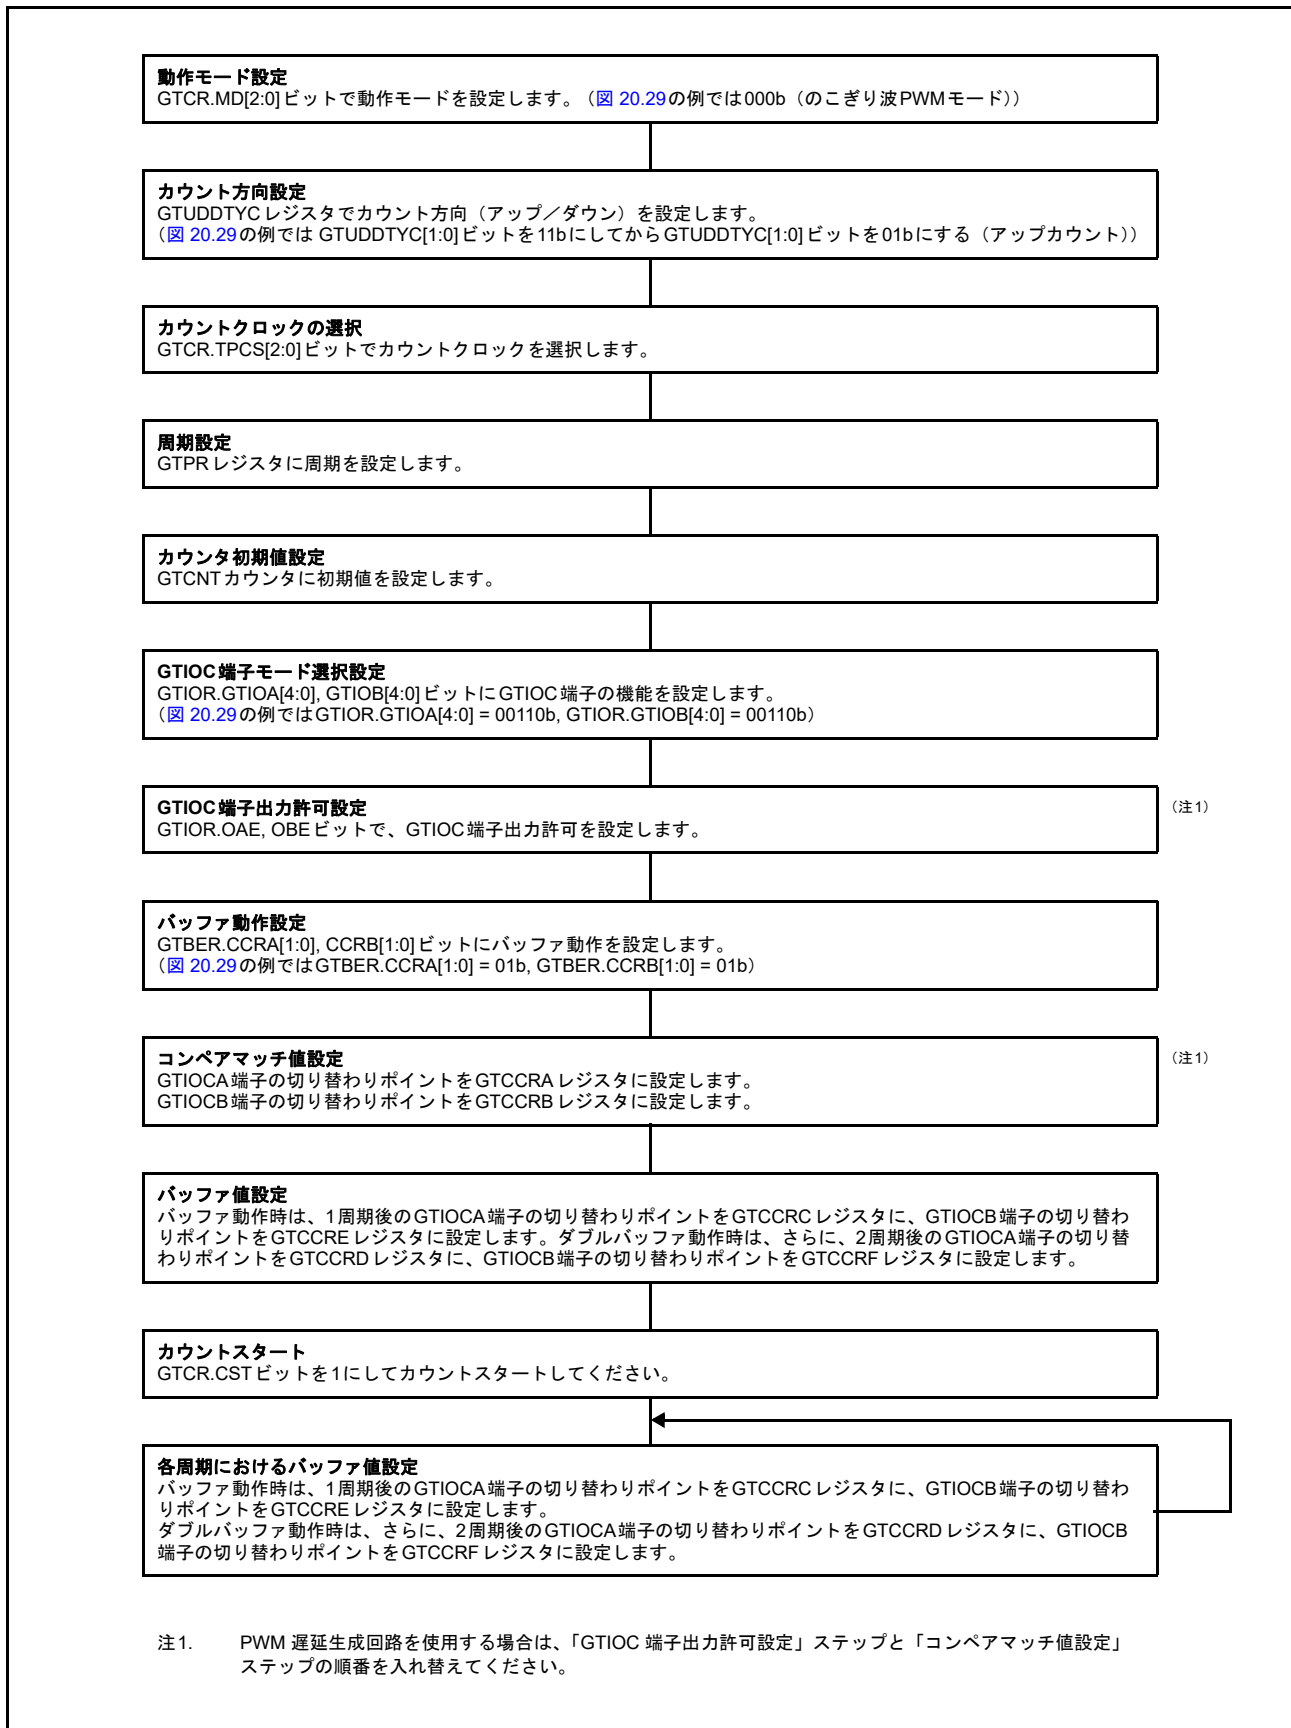 動作モード設定
GTCR.MD[2:0]ビットで動作モードを設定します。（図 20.29の例では000b（のこぎり波PWMモード））
カウント方向設定
GTUDDTYCレジスタでカウント方向（アップ／ダウン）を設定します。
（図 20.29の例では GTUDDTYC[1:0]ビットを11bにしてからGTUDDTYC[1:0]ビットを01bにする（アップカウント））
カウントクロックの選択
GTCR.TPCS[2:0]ビットでカウントクロックを選択します。
周期設定
GTPRレジスタに周期を設定します。
カウンタ初期値設定
GTCNTカウンタに初期値を設定します。
GTIOC端子モード選択設定
GTIOR.GTIOA[4:0], GTIOB[4:0]ビットにGTIOC端子の機能を設定します。
（図 20.29の例ではGTIOR.GTIOA[4:0] = 00110b, GTIOR.GTIOB[4:0] = 00110b）
GTIOC端子出力許可設定 （注1）
GTIOR.OAE, OBEビットで、GTIOC端子出力許可を設定します。
バッファ動作設定
GTBER.CCRA[1:0], CCRB[1:0]ビットにバッファ動作を設定します。
（図 20.29の例ではGTBER.CCRA[1:0] = 01b, GTBER.CCRB[1:0] = 01b）
コンペアマッチ値設定 （注1）
GTIOCA端子の切り替わりポイントをGTCCRAレジスタに設定します。
GTIOCB端子の切り替わりポイントをGTCCRBレジスタに設定します。
バッファ値設定
バッファ動作時は、1周期後のGTIOCA端子の切り替わりポイントをGTCCRCレジスタに、GTIOCB端子の切り替わ
りポイントをGTCCREレジスタに設定します。ダブルバッファ動作時は、さらに、2周期後のGTIOCA端子の切り替
わりポイントをGTCCRDレジスタに、GTIOCB端子の切り替わりポイントをGTCCRFレジスタに設定します。
カウントスタート
GTCR.CSTビットを1にしてカウントスタートしてください。
各周期におけるバッファ値設定
バッファ動作時は、1周期後のGTIOCA端子の切り替わりポイントをGTCCRCレジスタに、GTIOCB端子の切り替わ
りポイントをGTCCREレジスタに設定します。
ダブルバッファ動作時は、さらに、2周期後のGTIOCA端子の切り替わりポイントをGTCCRDレジスタに、GTIOCB
端子の切り替わりポイントをGTCCRFレジスタに設定します。
注1. PWM 遅延生成回路を使用する場合は、「GTIOC 端子出力許可設定」ステップと「コンペアマッチ値設定」
ステップの順番を入れ替えてください。